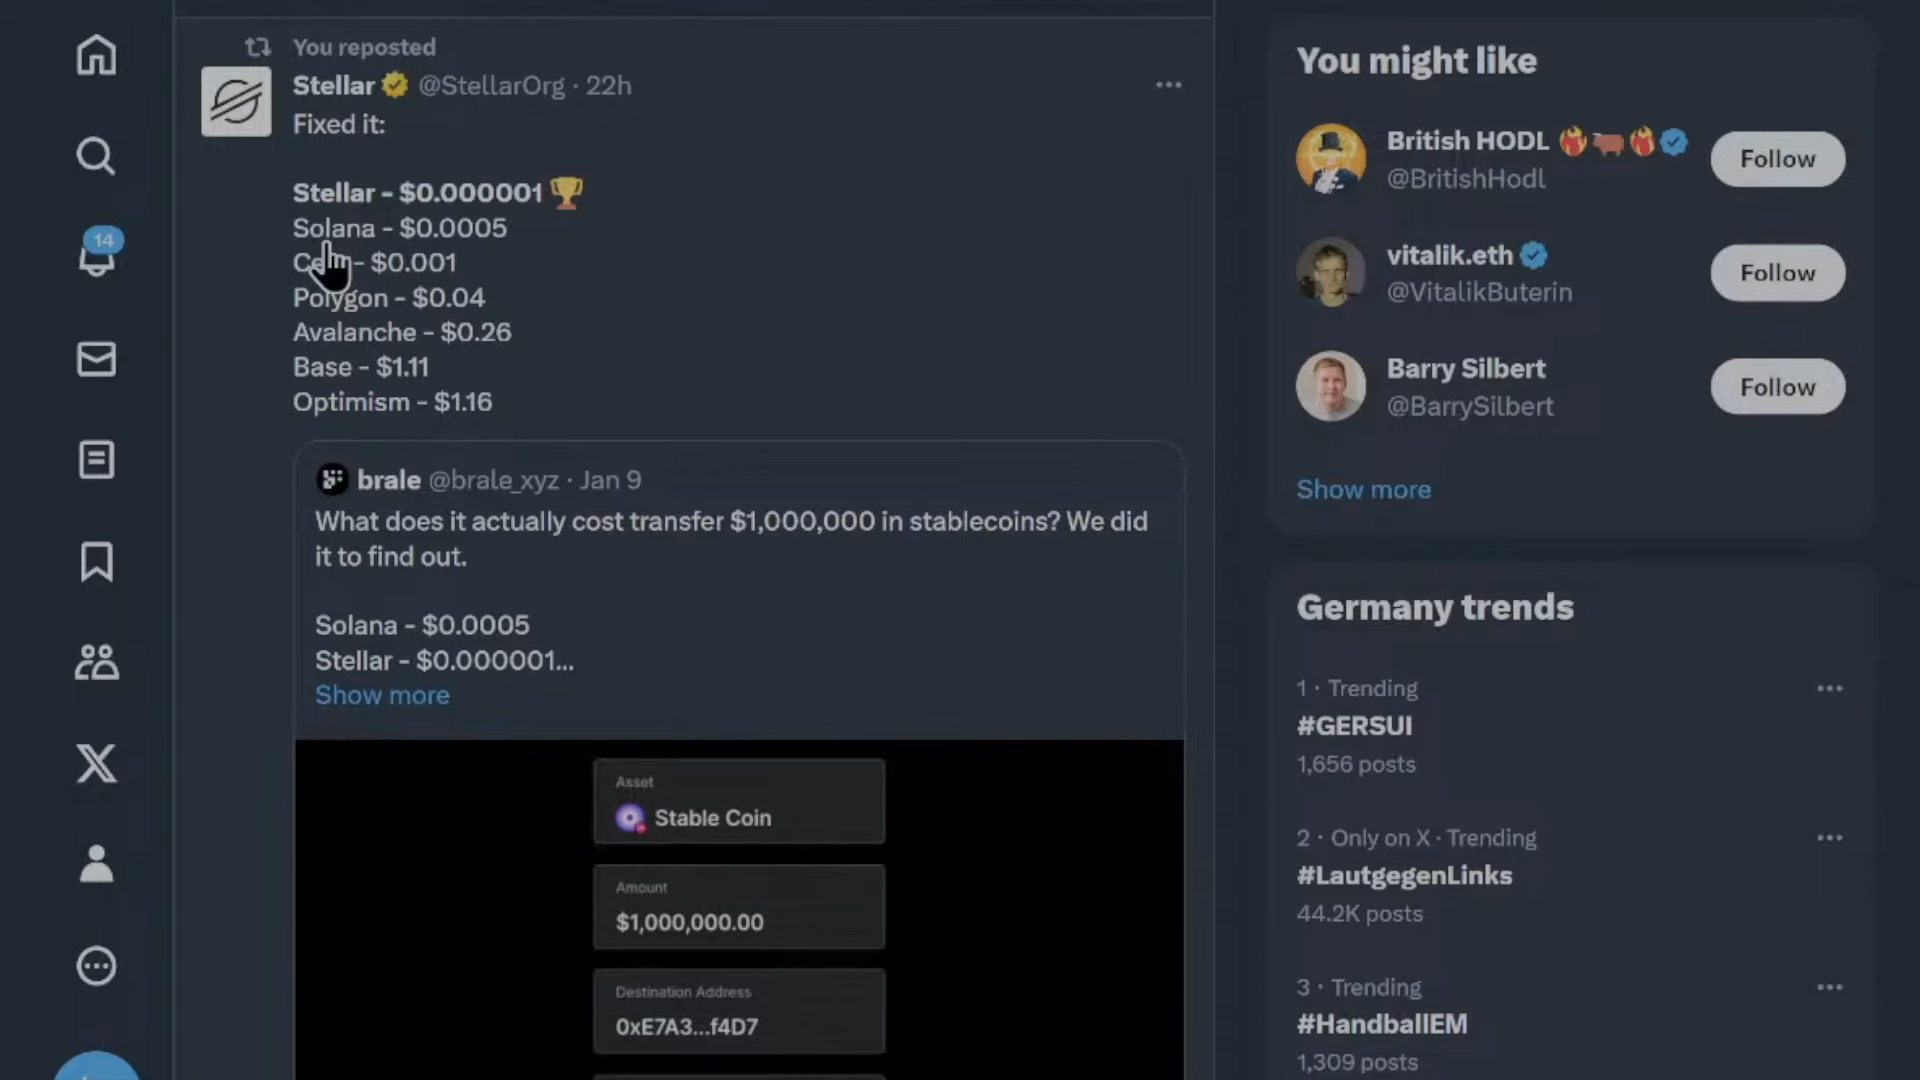 You reposted
Stellar @StellarOrg · 22h
Fixed it:
Stellar - $0.000001 🏆
Solana - $0.0005
- $0.001
Polygon - $0.04
Avalanche - $0.26
Base - $1.11
Optimism - $1.16
brale @brale_xyz · Jan 9
What does it actually cost transfer $1,000,000 in stablecoins? We did
it to find out.
Solana - $0.0005
Stellar - $0.000001...
Show more
Asset
Stable Coin
Amount
$1,000,000.00
Destination Address
0xE7A3...f4D7
14
You might like
British HODL 🔥🐂🔥
@BritishHodl
Follow
vitalik.eth
@VitalikButerin
Follow
Barry Silbert
@BarrySilbert
Follow
Show more
Germany trends
1 · Trending
#GERSUI
1,656 posts
2 · Only on X · Trending
#LautgegenLinks
44.2K posts
3 · Trending
#HandballEM
1,309 posts